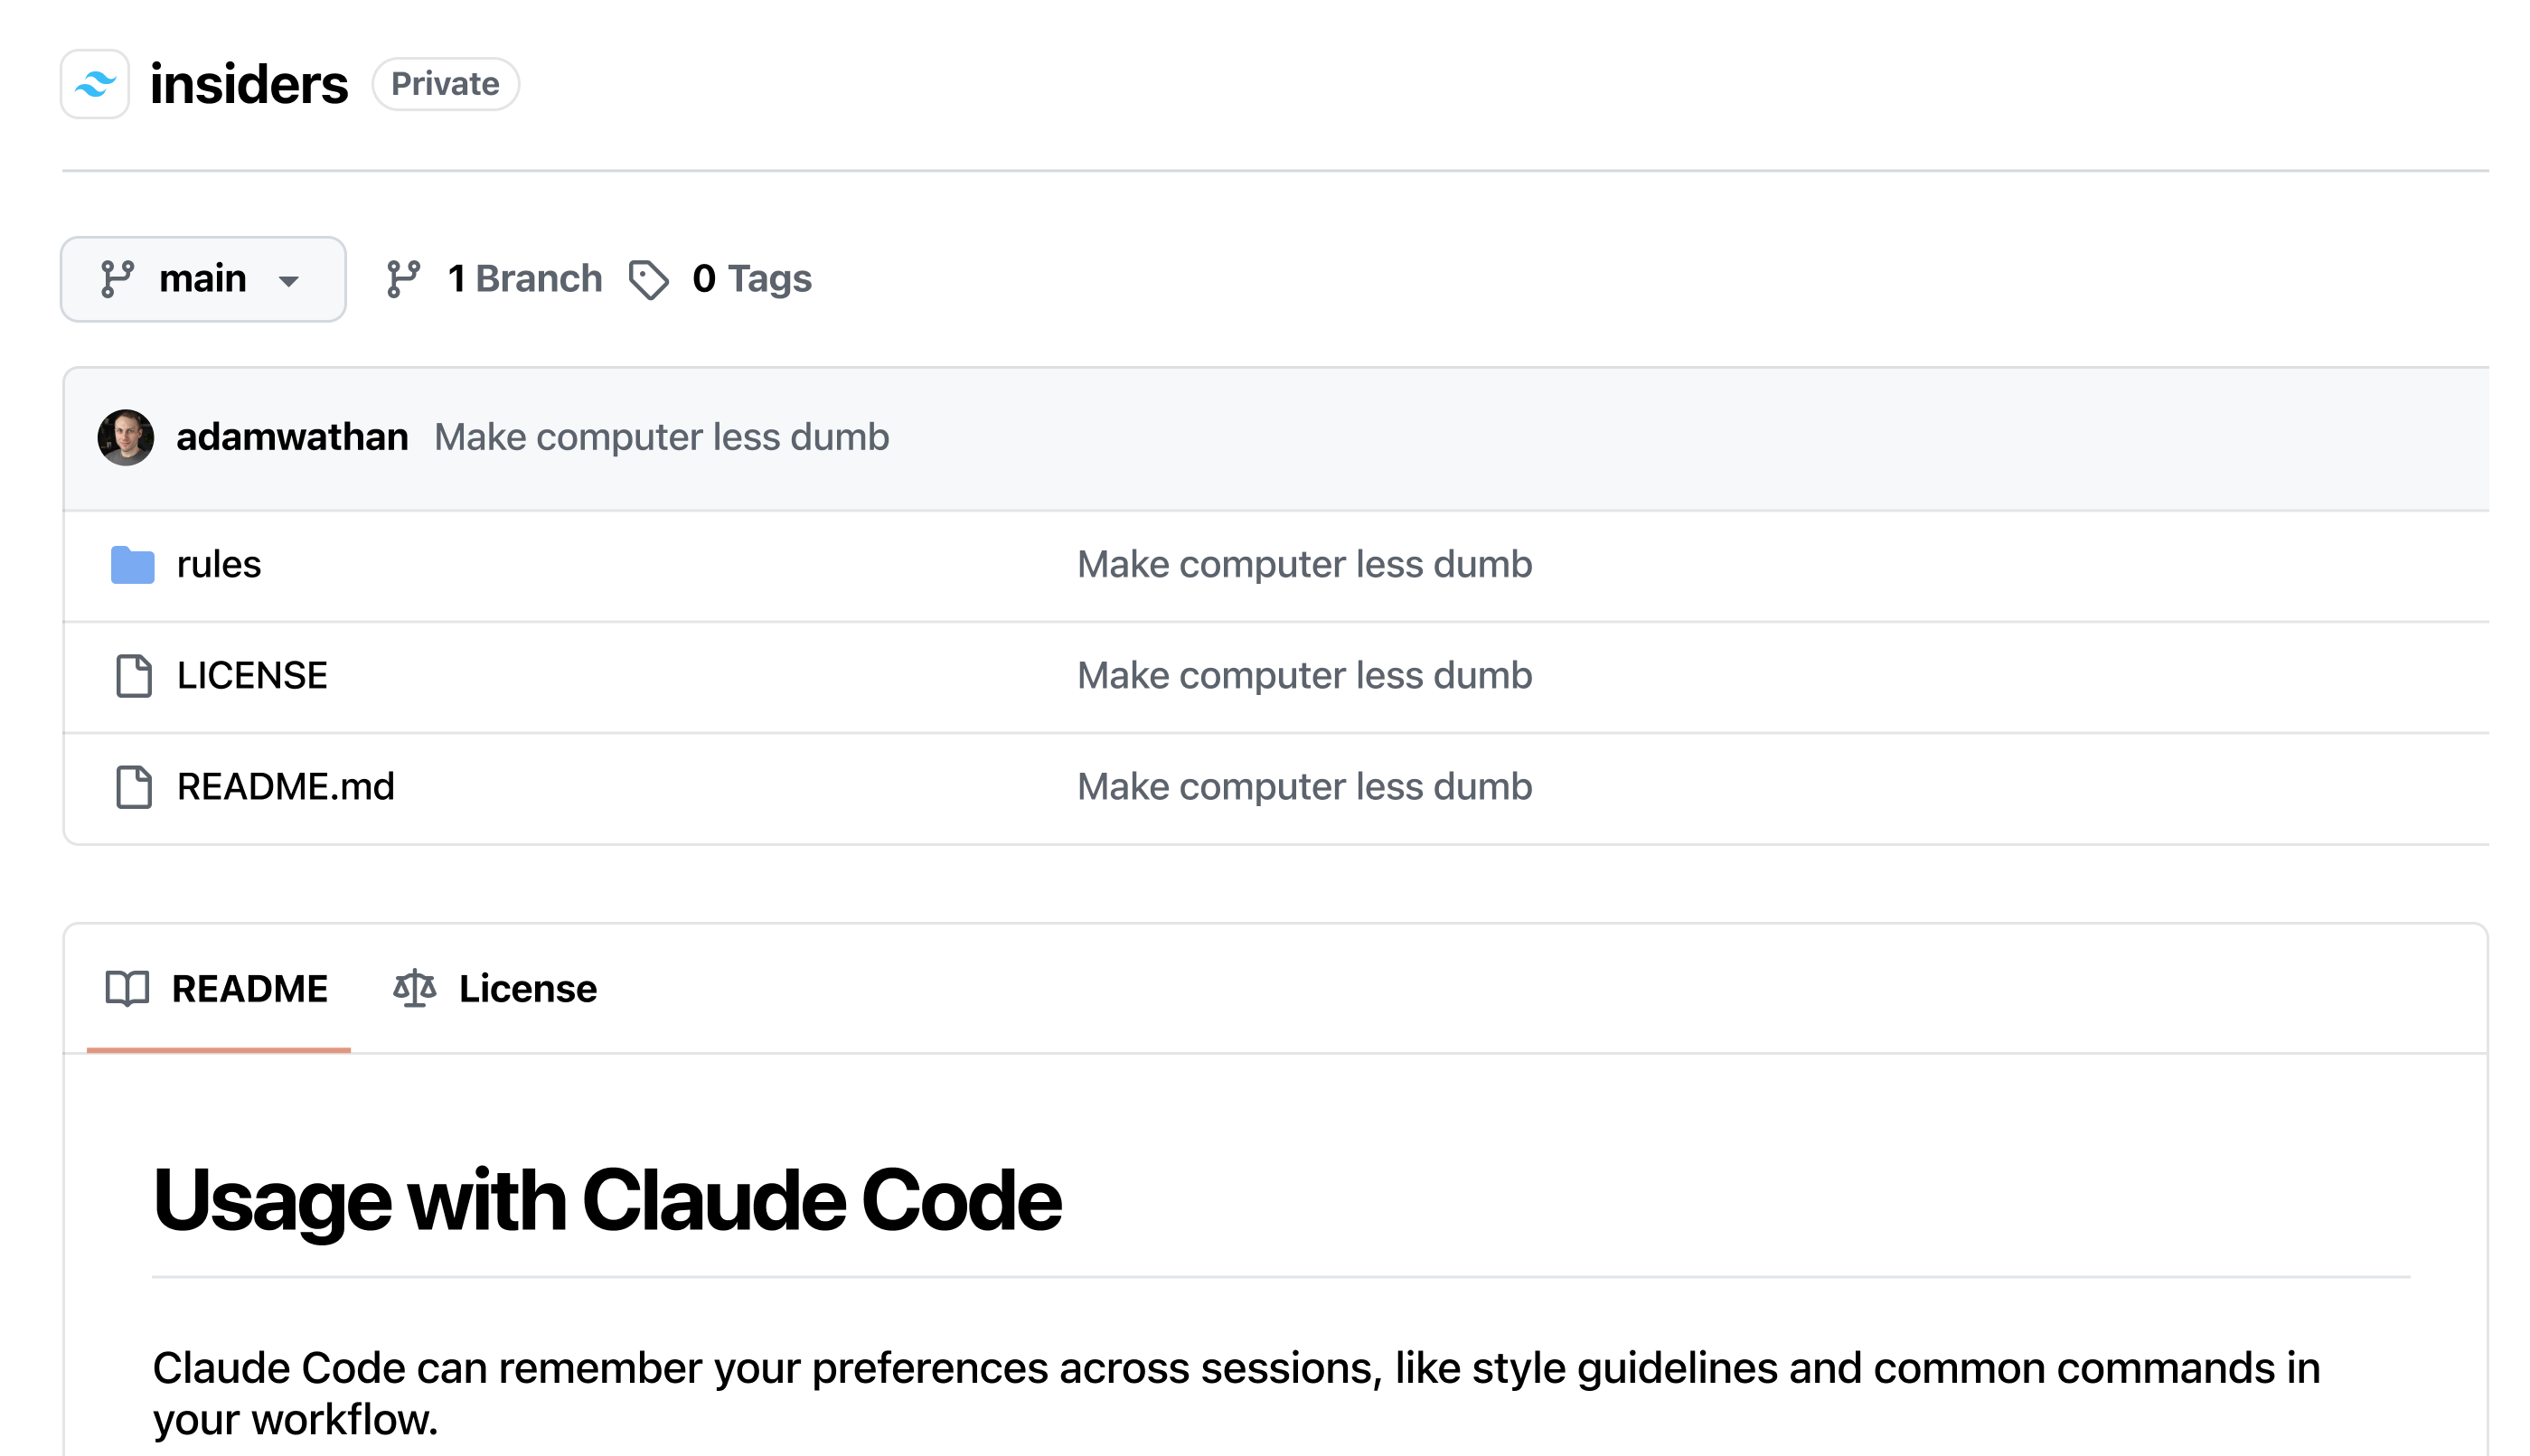 insiders Private
main 1 Branch 0 Tags
adamwathan Make computer less dumb
rules Make computer less dumb
LICENSE Make computer less dumb
README.md Make computer less dumb
README License
Usage with Claude Code
Claude Code can remember your preferences across sessions, like style guidelines and common commands in
your workflow.